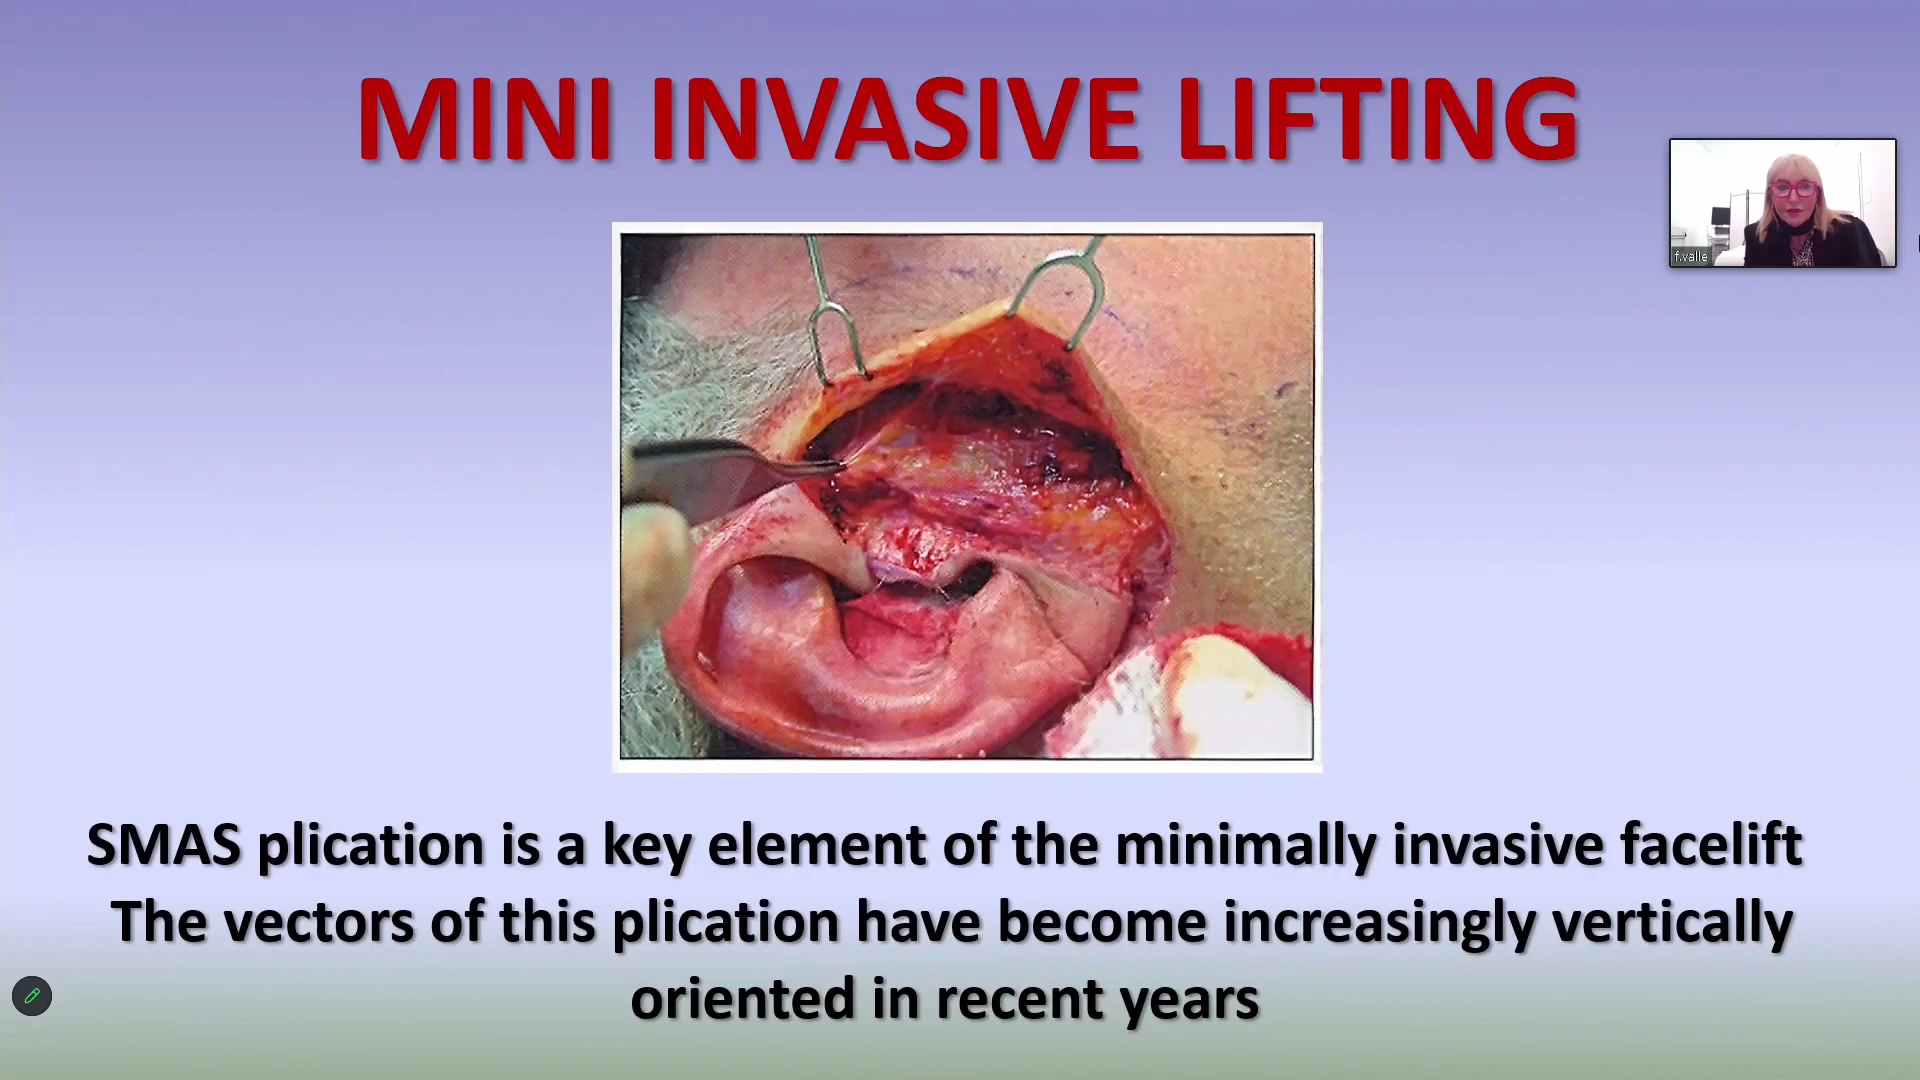 MINI INVASIVE LIFTING
f.valle
SMAS plication is a key element of the minimally invasive facelift
The vectors of this plication have become increasingly vertically
oriented in recent years